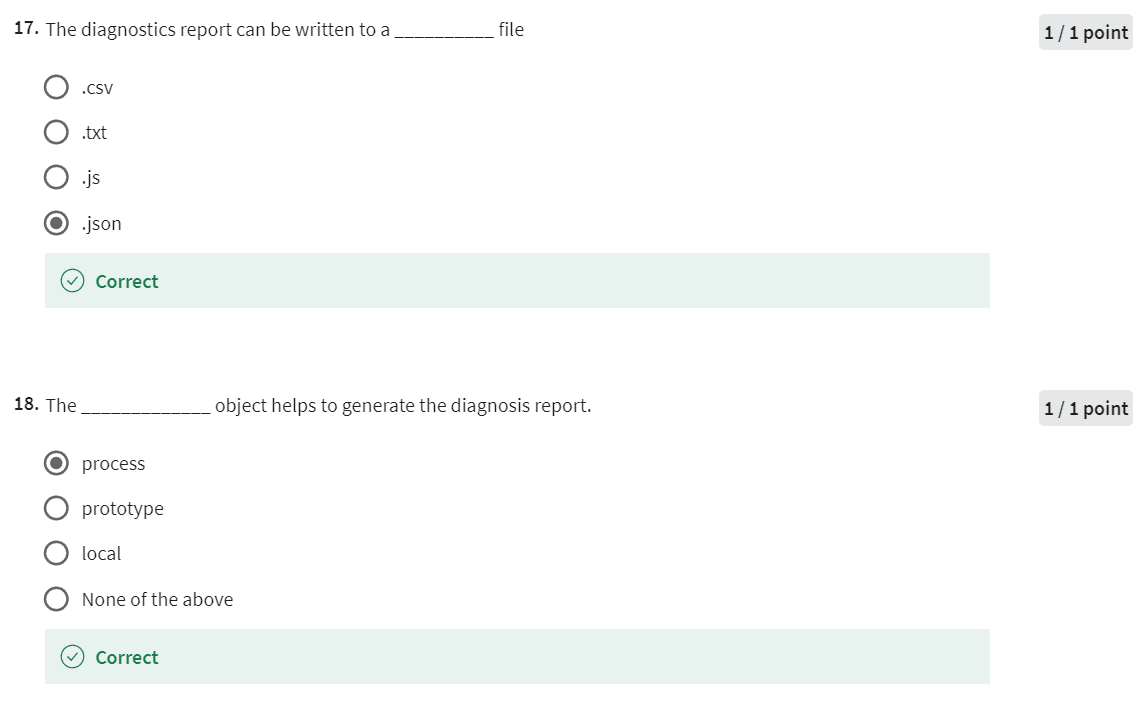 17. The diagnostics report can be written to a __________ file
1 / 1 point
.csv
.txt
.js
.json
Correct
18. The _____________ object helps to generate the diagnosis report.
1 / 1 point
process
prototype
local
None of the above
Correct